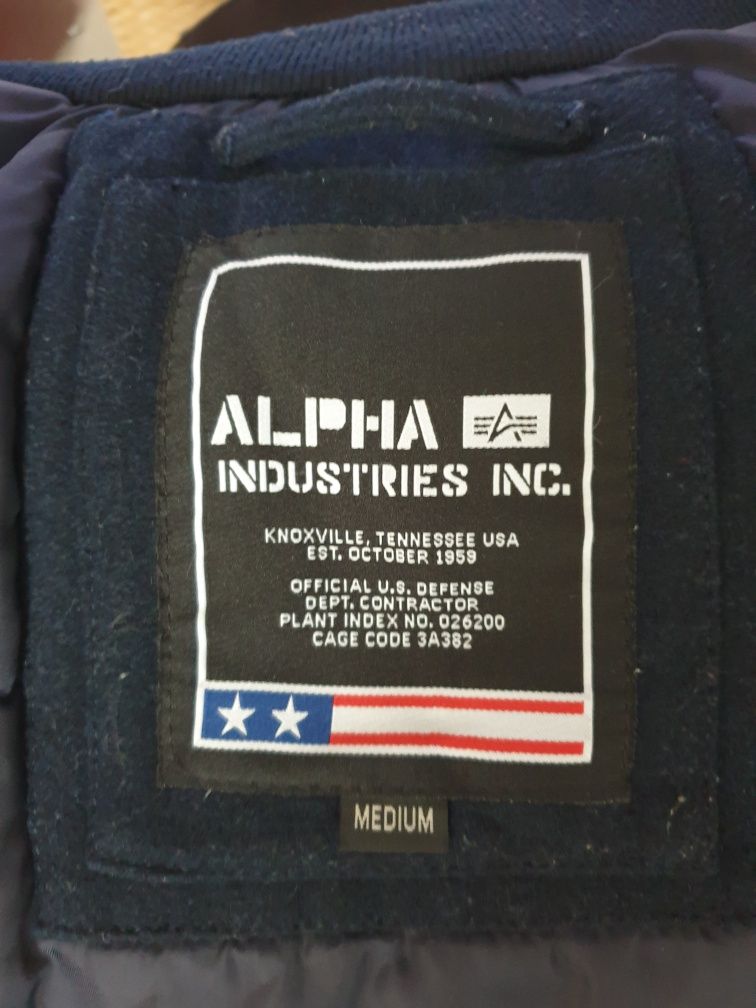 ALPHA
INDUSTRIES INC.
KNOXVILLE, TENNESSEE USA
EST. OCTOBER 1959
OFFICIAL U.S. DEFENSE
DEPT. CONTRACTOR
PLANT INDEX NO. 026200
CAGE CODE 3A382
MEDIUM